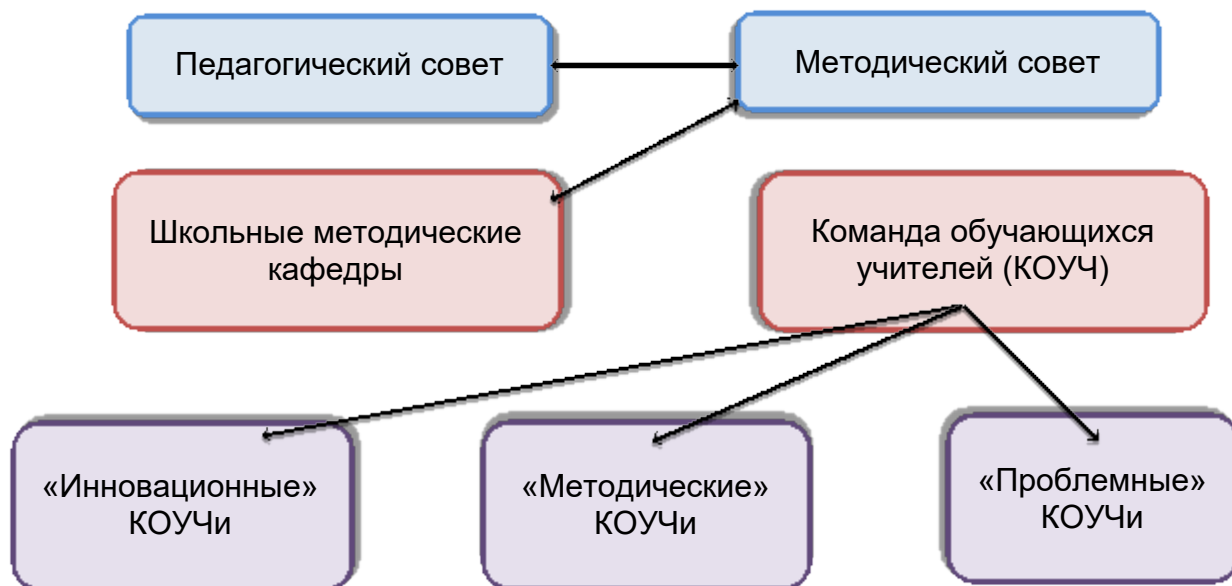 Педагогический совет
Методический совет
Школьные методические
кафедры
Команда обучающихся
учителей (КОУЧ)
«Инновационные»
КОУЧи
«Методические»
КОУЧи
«Проблемные»
КОУЧи